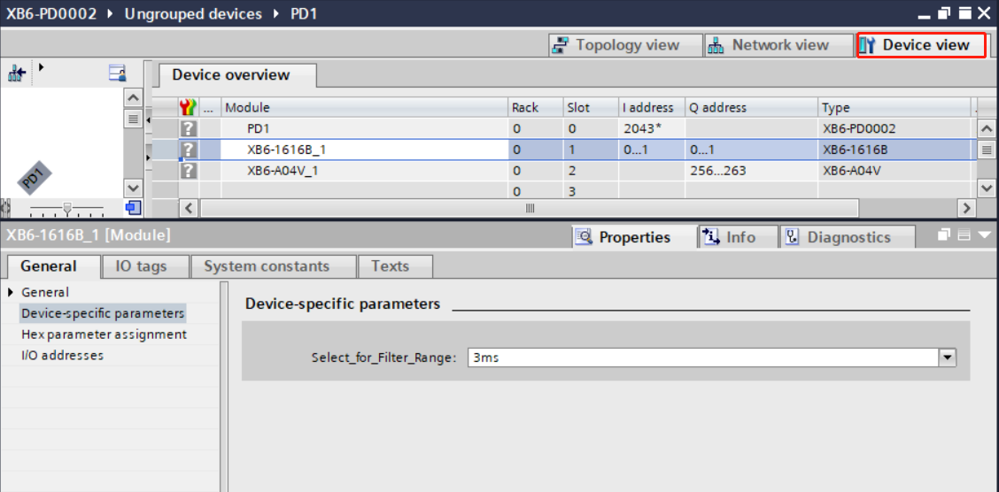 XB6-PD0002 ▸ Ungrouped devices ▸ PD1
Topology view Network view Device view
Device overview
... Module Rack Slot I address Q address Type
PD1 0 0 2043* XB6-PD0002
XB6-1616B_1 0 1 0...1 0...1 XB6-1616B
XB6-A04V_1 0 2 256...263 XB6-A04V
0 3
PD1
XB6-1616B_1 [Module] Properties Info Diagnostics
General IO tags System constants Texts
General
Device-specific parameters
Hex parameter assignment
I/O addresses
Device-specific parameters
Select_for_Filter_Range: 3ms